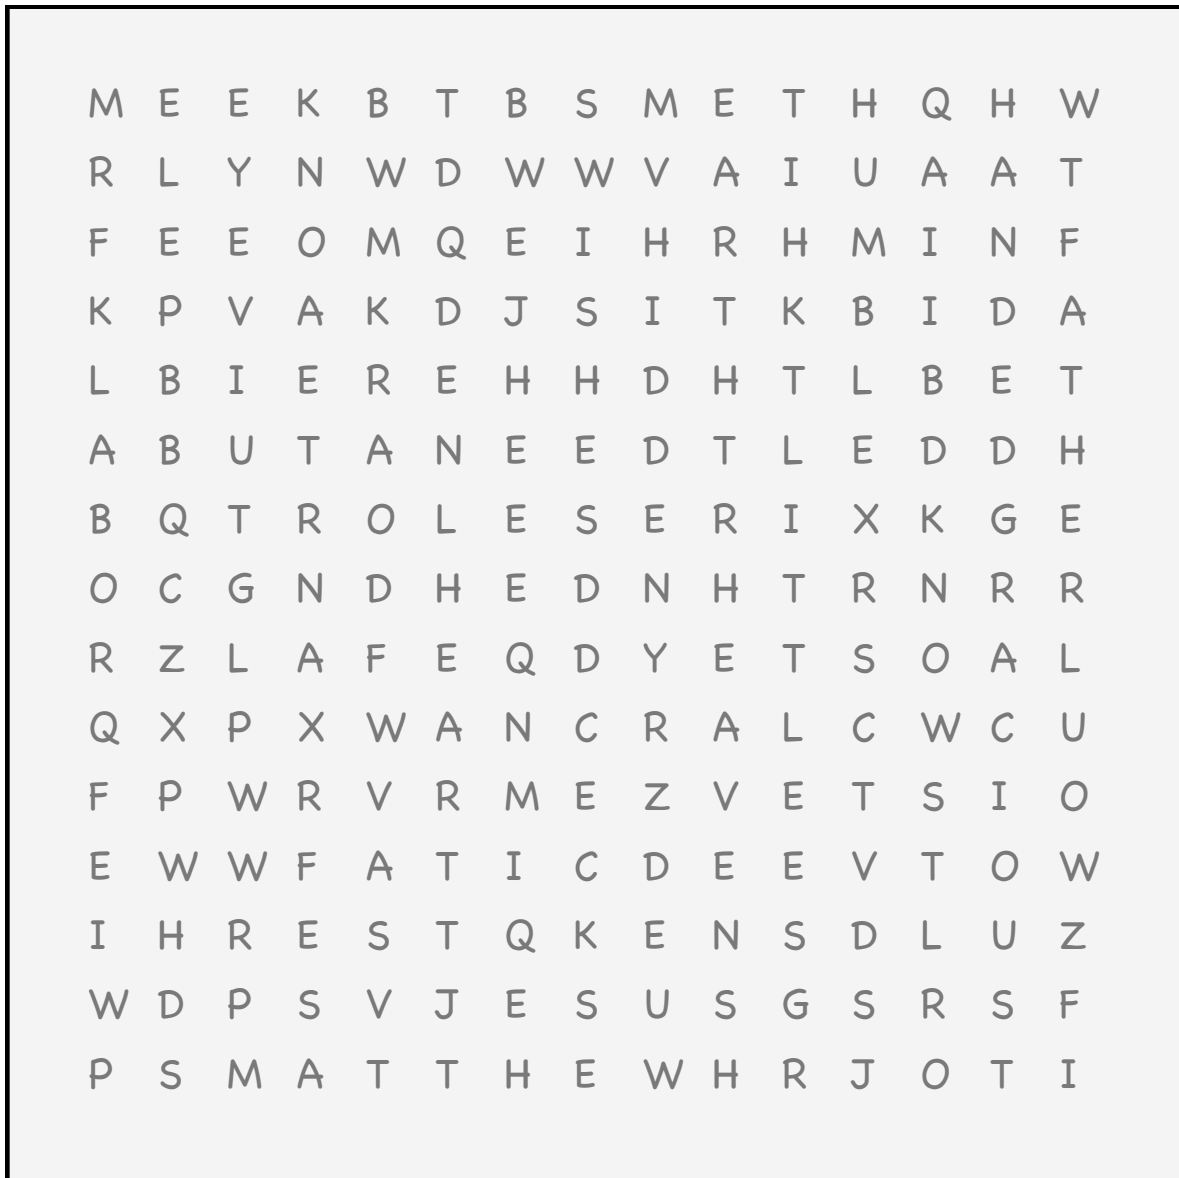 M E E K B T B S M E T H Q H W
R L Y N W D W W V A I U A A T
F E E O M Q E I H R H M I N F
K P V A K D J S I T K B I D A
L B I E R E H H D H T L B E T
A B U T A N E E D T L E D D H
B Q T R O L E S E R I X K G E
O C G N D H E D N H T R N R R
R Z L A F E Q D Y E T S O A L
Q X P X W A N C R A L C W C U
F P W R V R M E Z V E T S I O
E W W F A T I C D E E V T O W
I H R E S T Q K E N S D L U Z
W D P S V J E S U S G S R S F
P S M A T T H E W H R J O T I